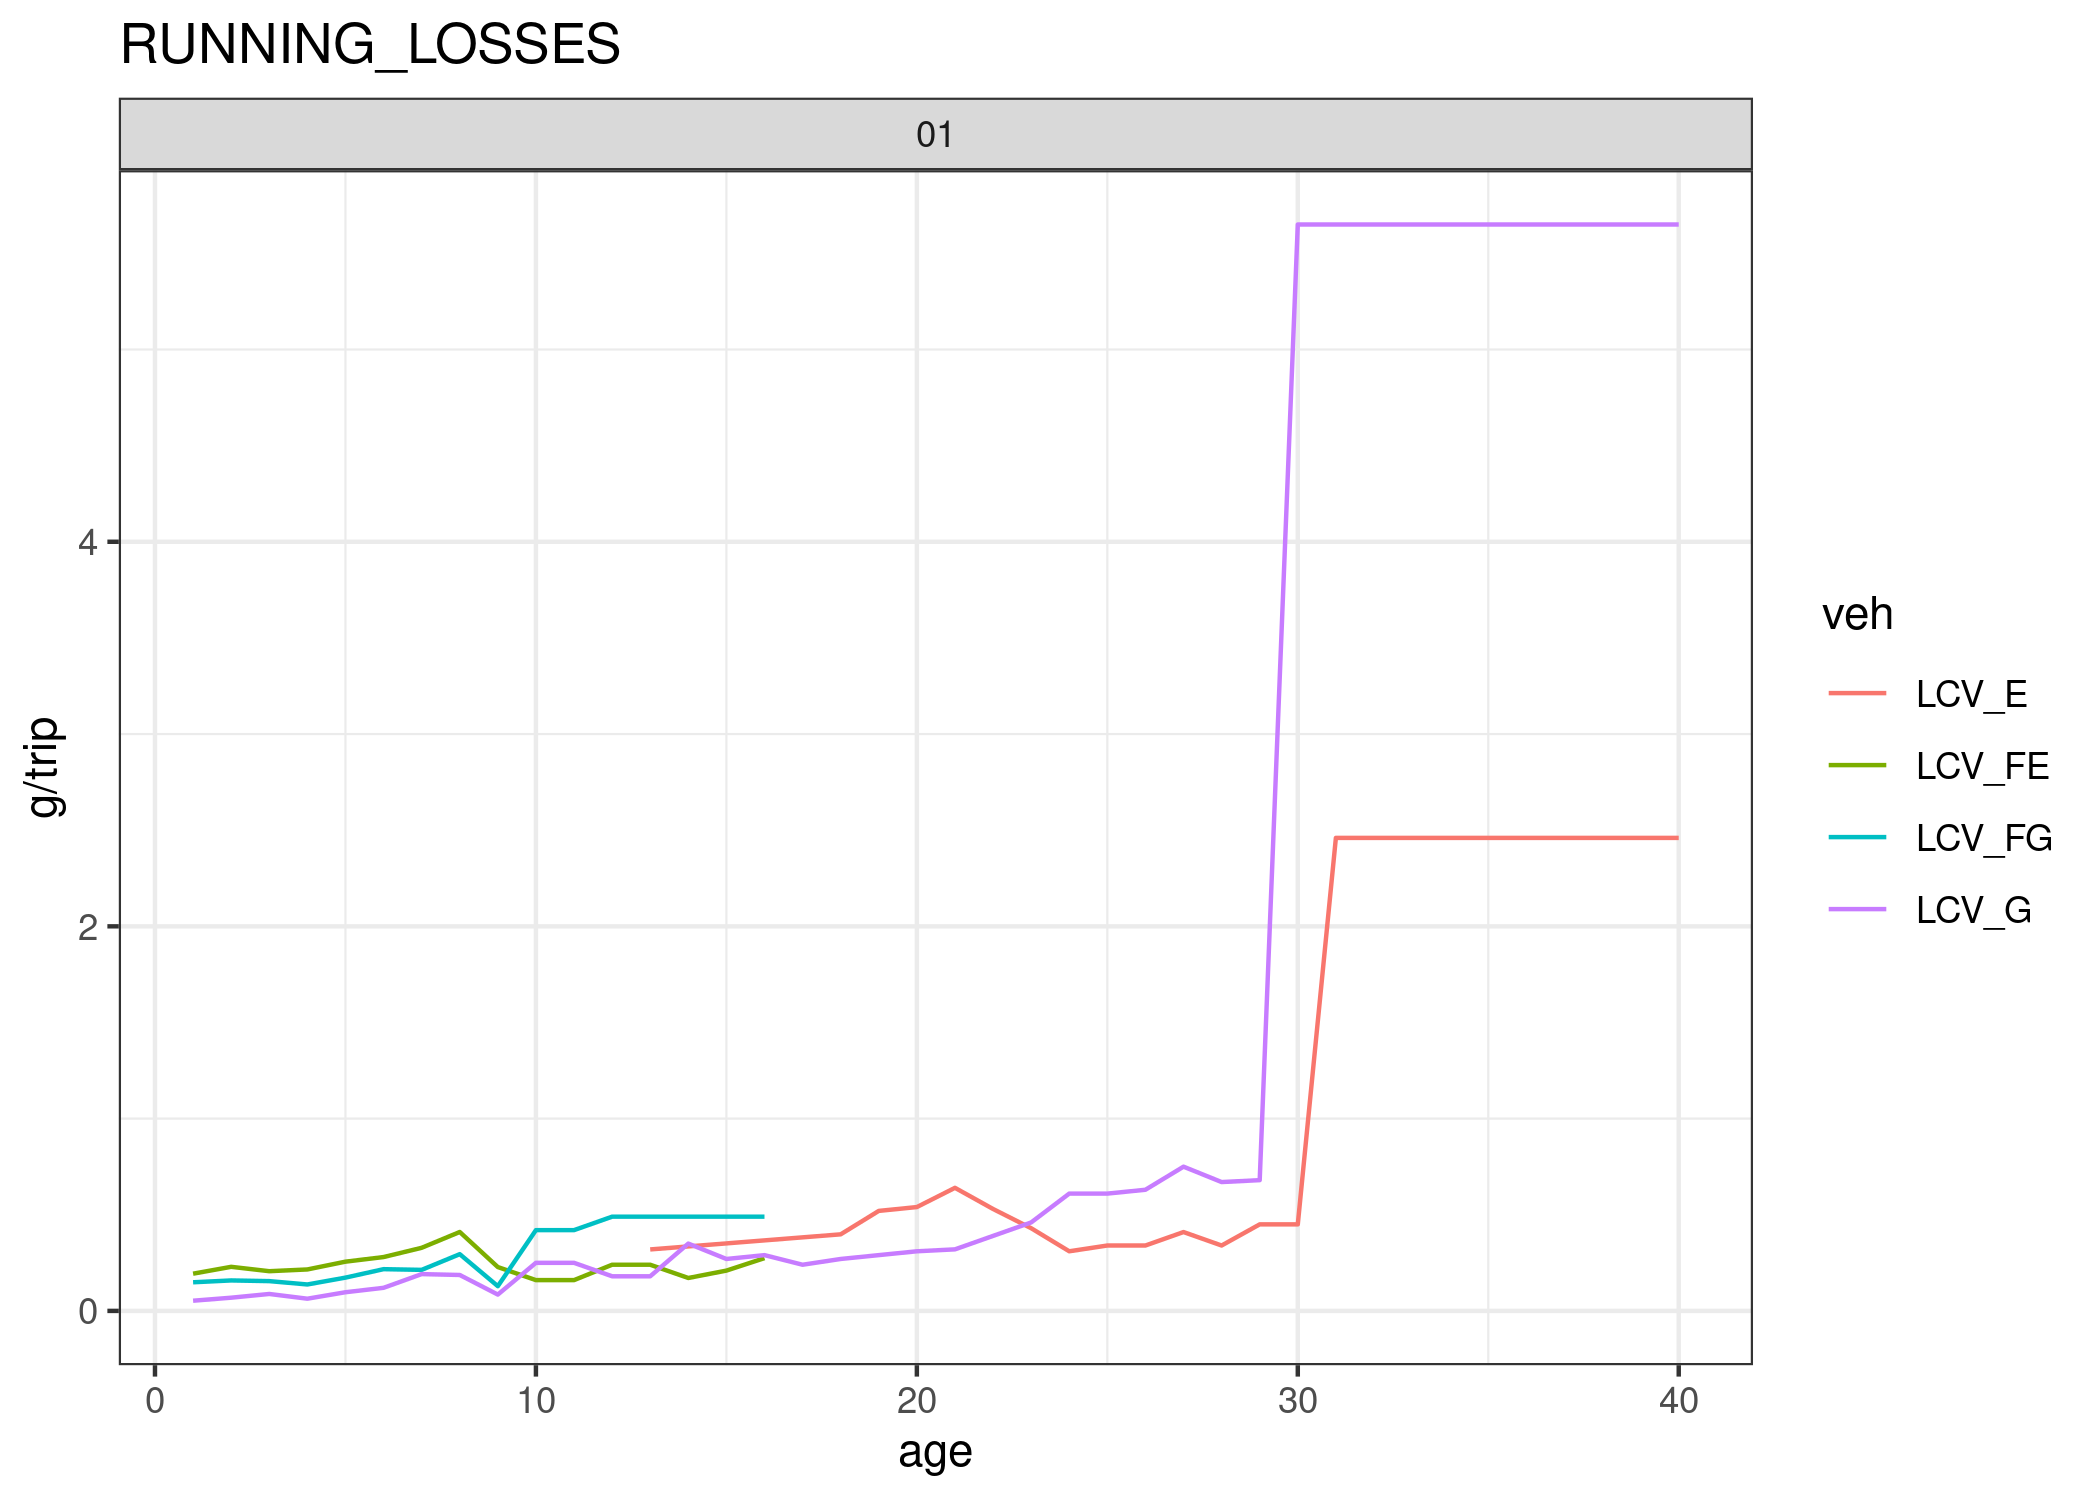 RUNNING_LOSSES
01
g/trip
4
2
0
0 10 20 30 40
age
veh
LCV_E
LCV_FE
LCV_FG
LCV_G